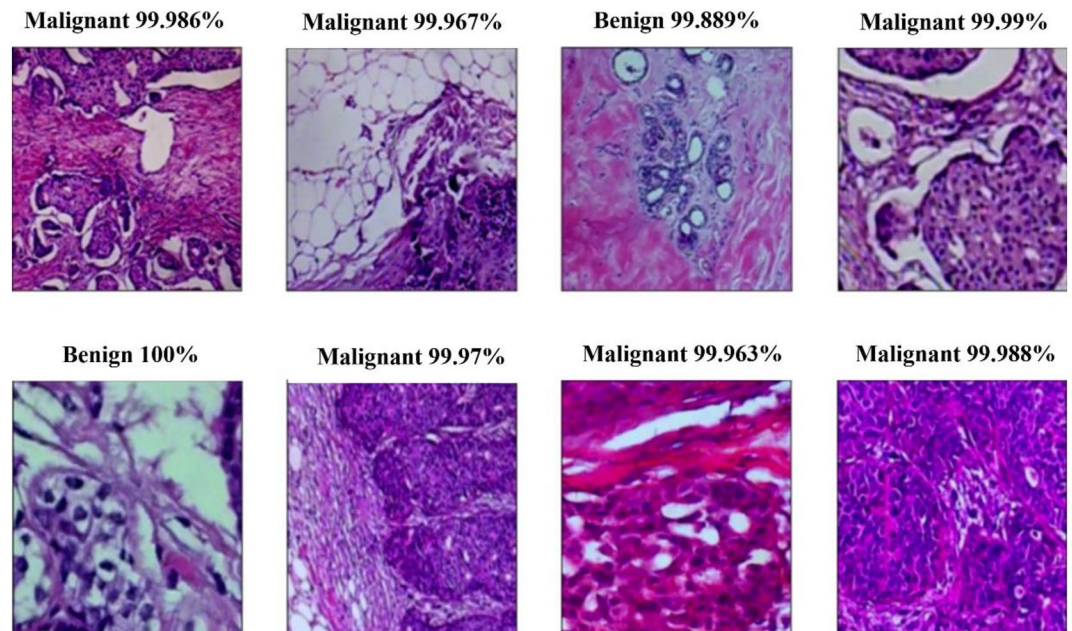 Malignant 99.986%
Malignant 99.967%
Benign 99.889%
Malignant 99.99%
Benign 100%
Malignant 99.97%
Malignant 99.963%
Malignant 99.988%